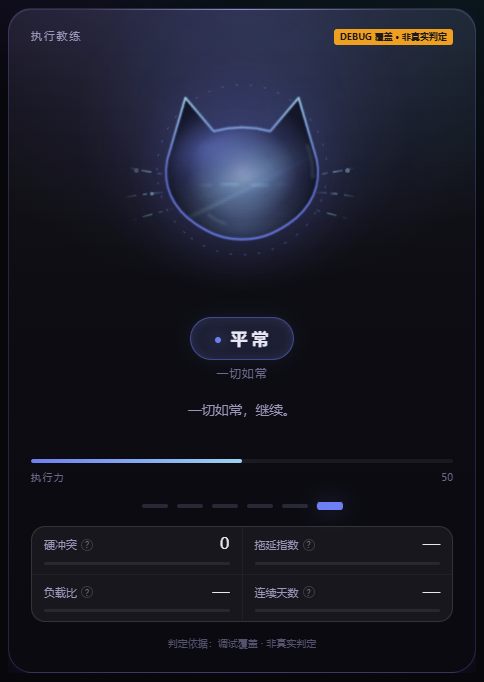 执行教练
DEBUG 覆盖 • 非真实判定
平常
一切如常
一切如常，继续。
执行力 50
硬冲突 ? 0
拖延指数 ? —
负载比 ? —
连续天数 ? —
判定依据：调试覆盖 · 非真实判定